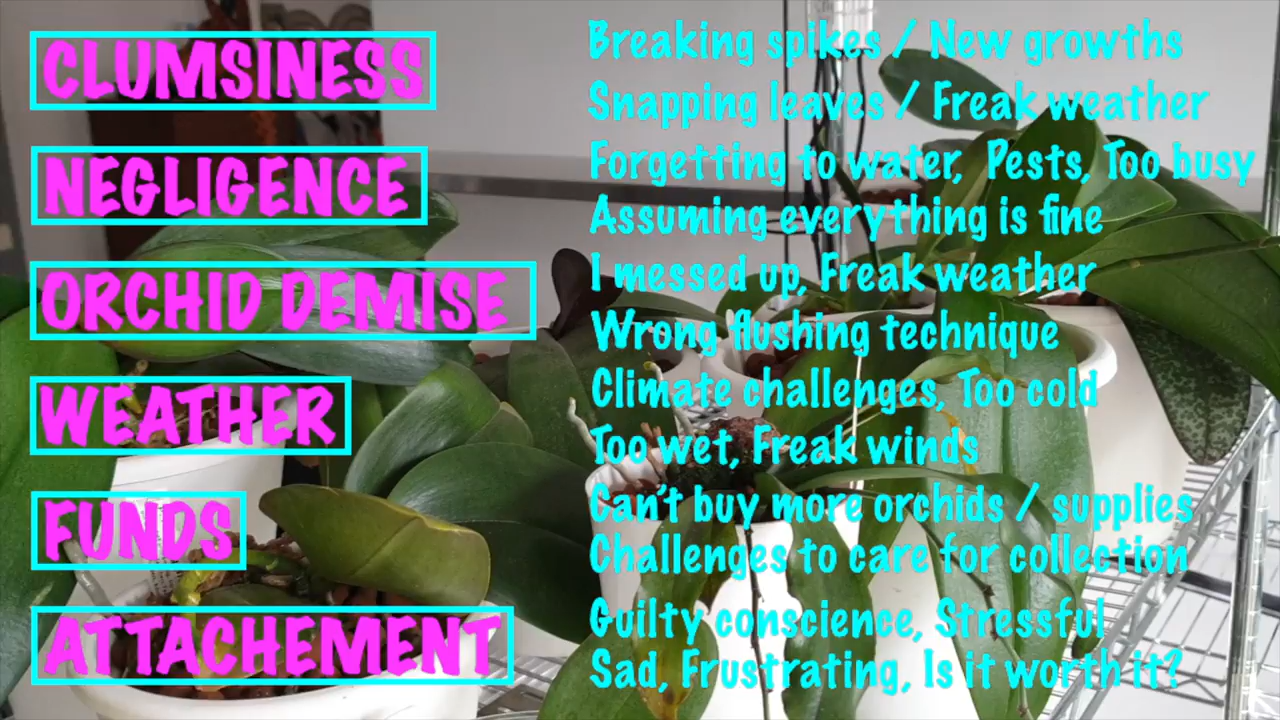 CLUMSINESS
Breaking spikes / New growths
Snapping leaves / Freak weather
NEGLIGENCE
Forgetting to water, Pests, Too busy
Assuming everything is fine
ORCHID DEMISE
I messed up, Freak weather
Wrong flushing technique
WEATHER
Climate challenges, Too cold
Too wet, Freak winds
FUNDS
Can't buy more orchids / supplies
Challenges to care for collection
ATTACHEMENT
Guilty conscience, Stressful
Sad, Frustrating, Is it worth it?